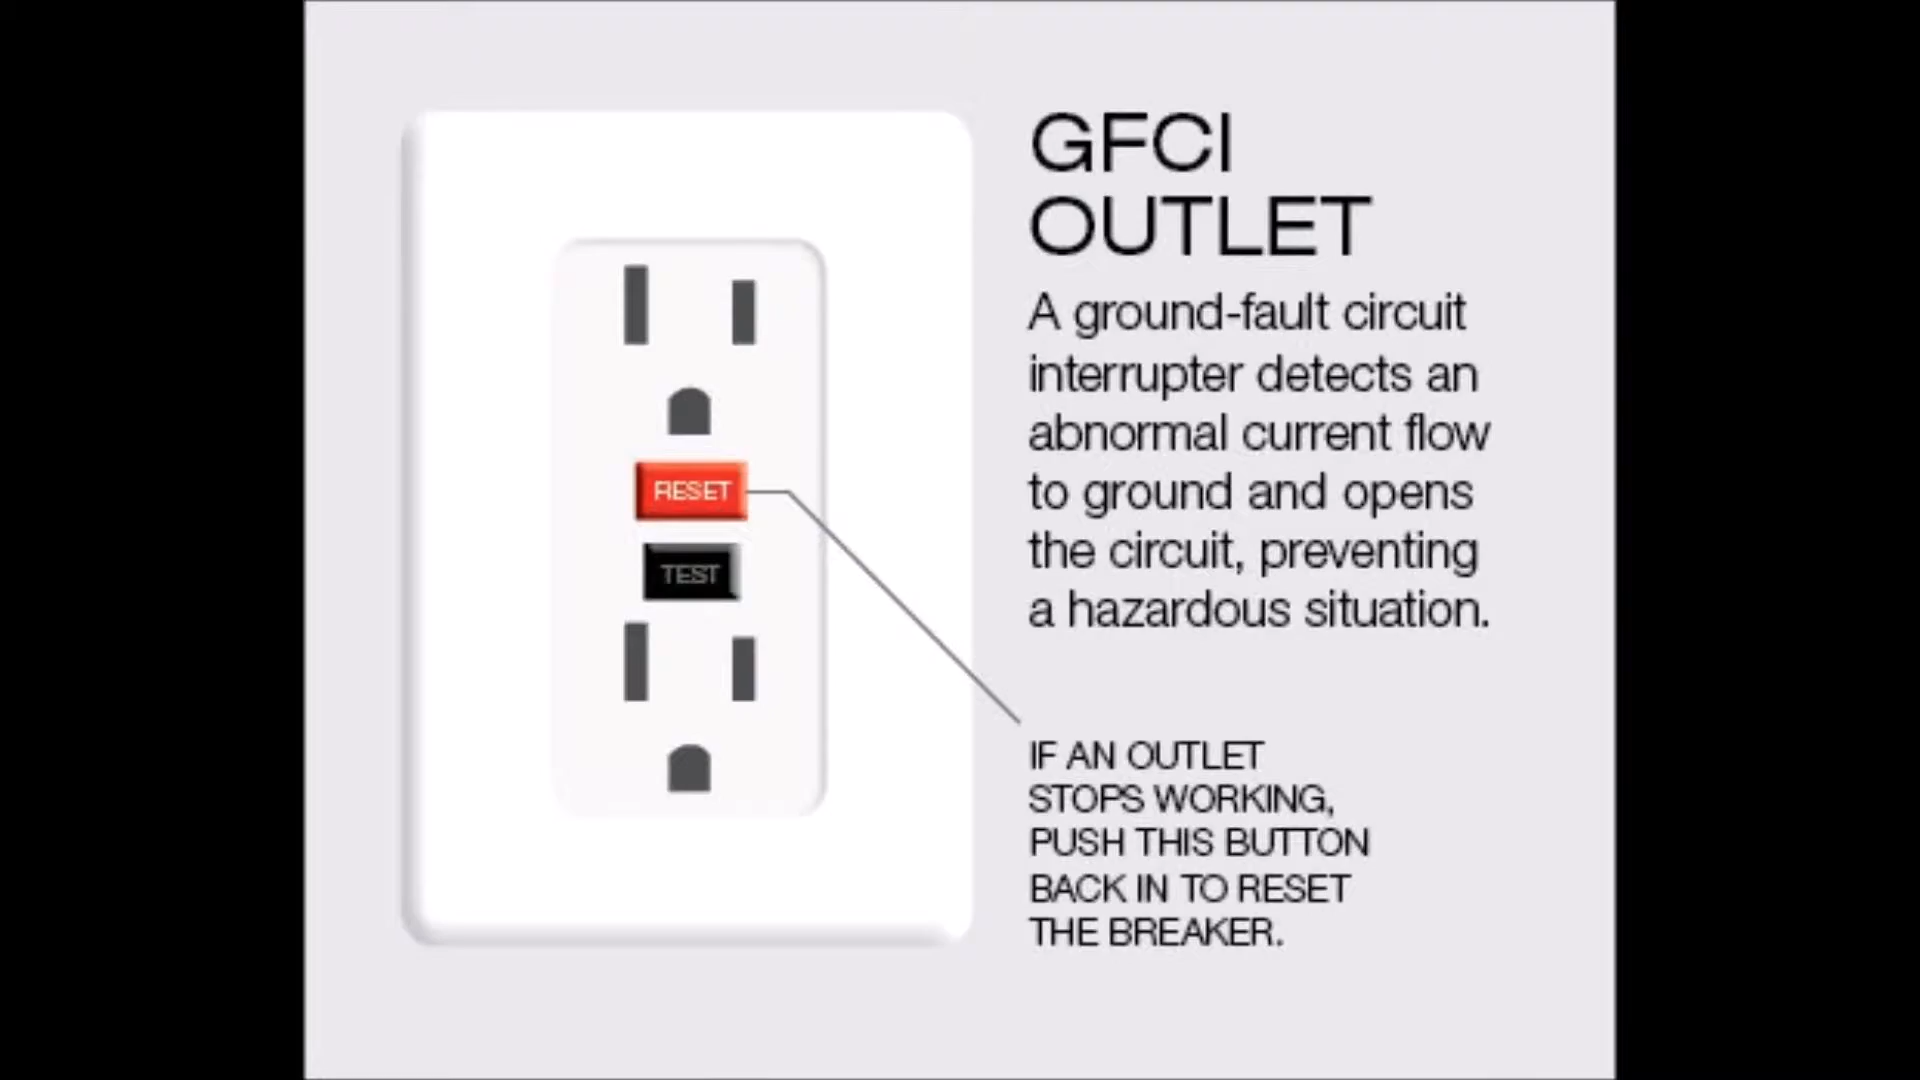 GFCI
OUTLET
A ground-fault circuit
interrupter detects an
abnormal current flow
to ground and opens
the circuit, preventing
a hazardous situation.
RESET
TEST
IF AN OUTLET
STOPS WORKING,
PUSH THIS BUTTON
BACK IN TO RESET
THE BREAKER.